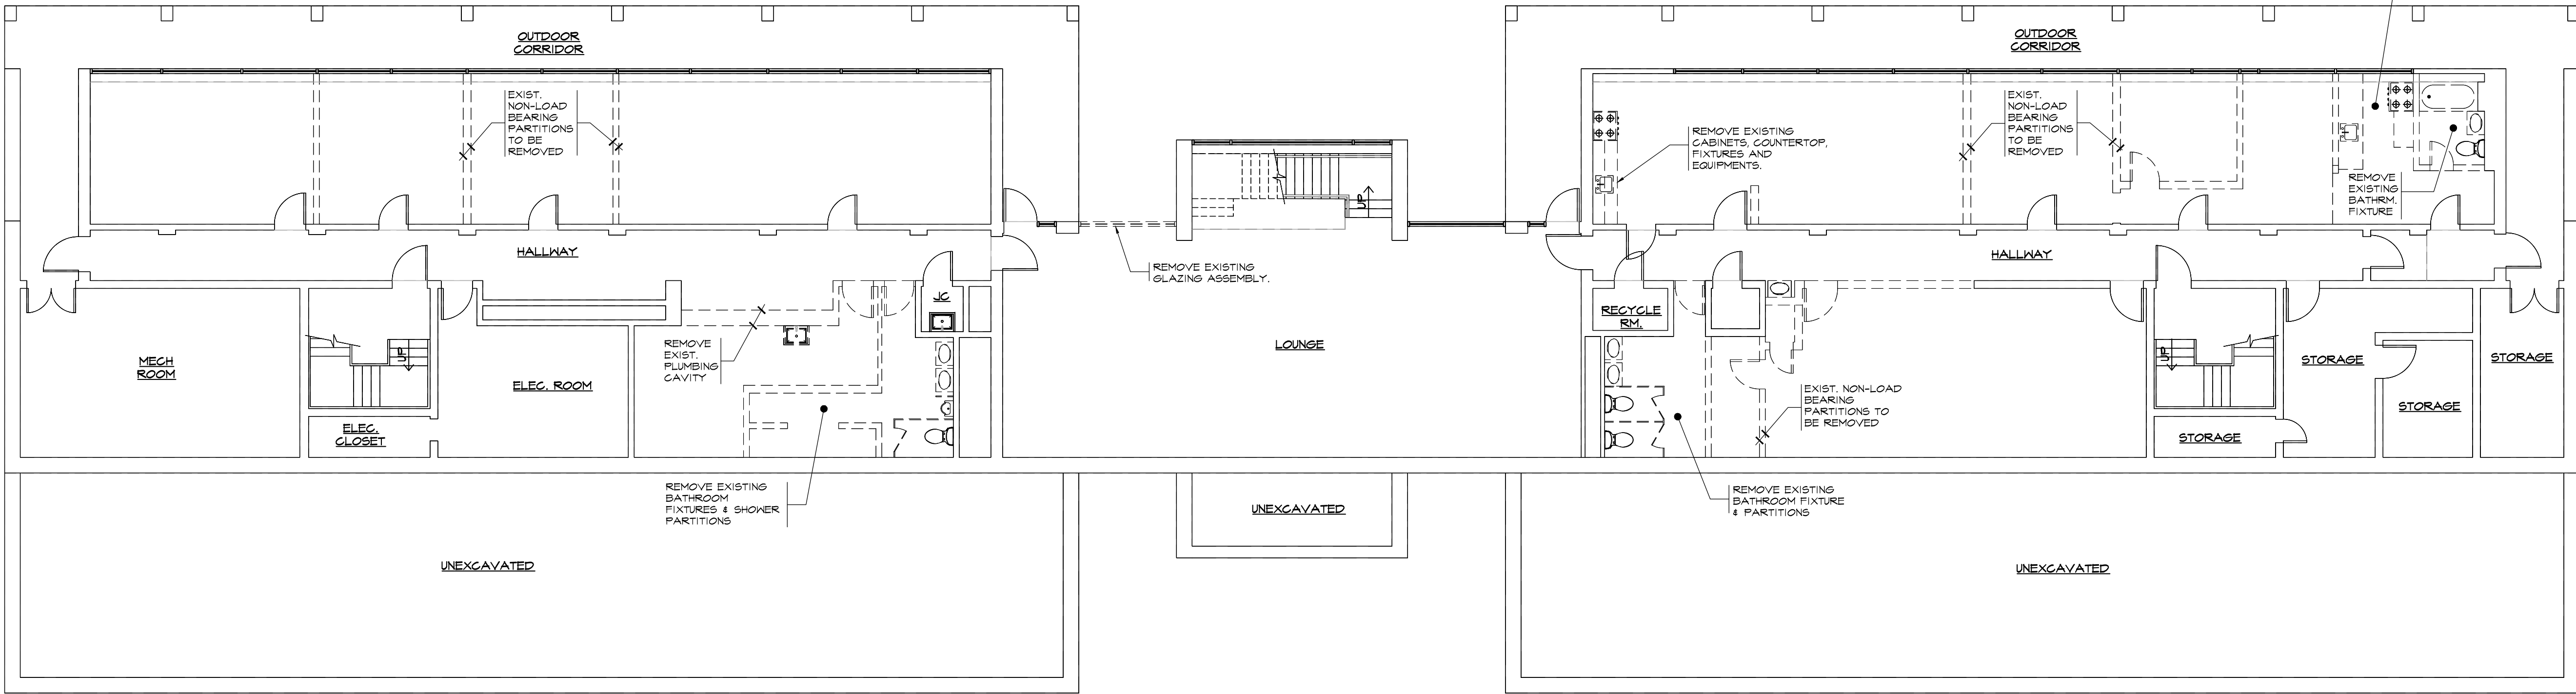 OUTDOOR
CORRIDOR
OUTDOOR
CORRIDOR
EXIST.
NON-LOAD
BEARING
PARTITIONS
TO BE
REMOVED
REMOVE EXISTING
CABINETS, COUNTERTOP,
FIXTURES AND
EQUIPMENTS.
EXIST.
NON-LOAD
BEARING
PARTITIONS
TO BE
REMOVED
REMOVE
EXISTING
BATHRM.
FIXTURE
UP
HALLWAY
REMOVE EXISTING
GLAZING ASSEMBLY.
HALLWAY
JC
RECYCLE
RM.
MECH
ROOM
UP
ELEC. ROOM
REMOVE
EXIST.
PLUMBING
CAVITY
LOUNGE
EXIST. NON-LOAD
BEARING
PARTITIONS TO
BE REMOVED
UP
STORAGE
STORAGE
STORAGE
ELEC.
CLOSET
STORAGE
REMOVE EXISTING
BATHROOM
FIXTURES & SHOWER
PARTITIONS
UNEXCAVATED
REMOVE EXISTING
BATHROOM FIXTURE
& PARTITIONS
UNEXCAVATED
UNEXCAVATED